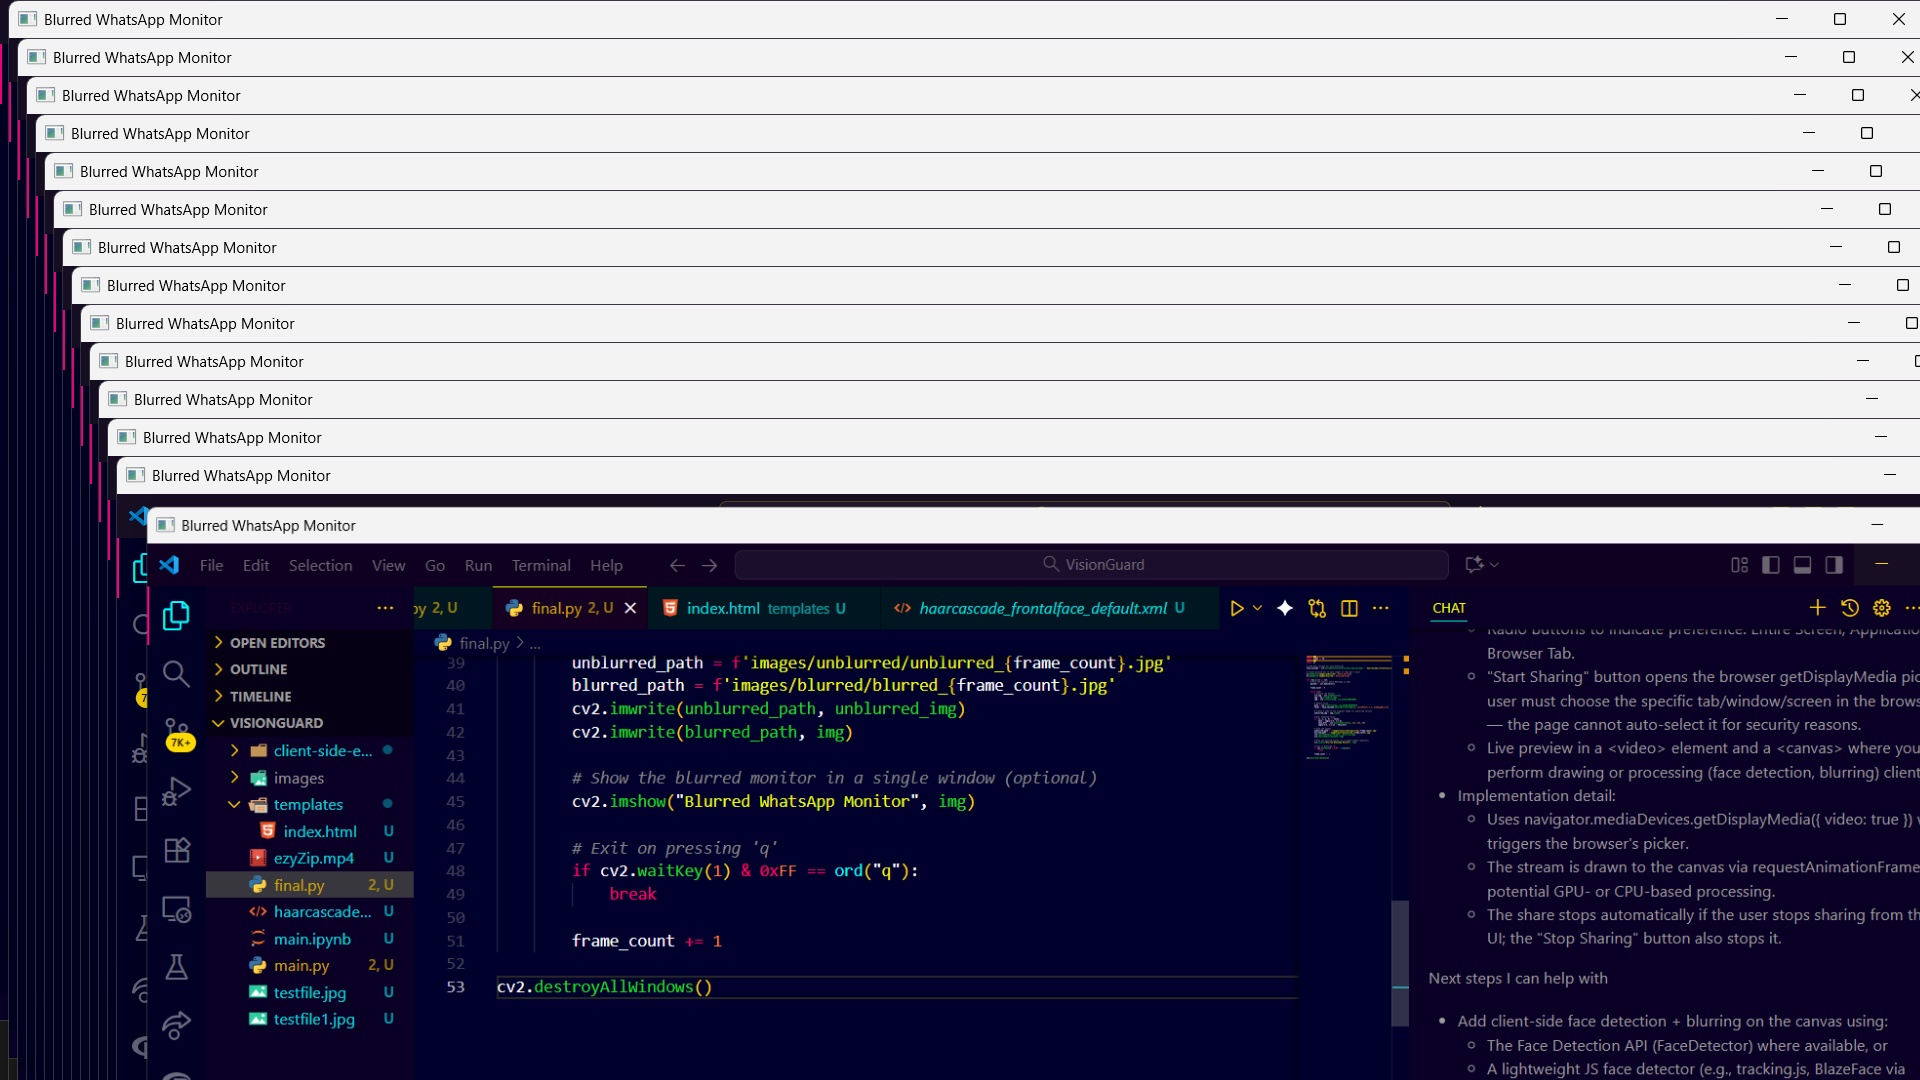 Blurred WhatsApp Monitor
Blurred WhatsApp Monitor
Blurred WhatsApp Monitor
Blurred WhatsApp Monitor
Blurred WhatsApp Monitor
Blurred WhatsApp Monitor
Blurred WhatsApp Monitor
Blurred WhatsApp Monitor
Blurred WhatsApp Monitor
Blurred WhatsApp Monitor
Blurred WhatsApp Monitor
Blurred WhatsApp Monitor
Blurred WhatsApp Monitor
Blurred WhatsApp Monitor
File Edit Selection View Go Run Terminal Help
VisionGuard
EXPLORER
OPEN EDITORS
OUTLINE
TIMELINE
VISIONGUARD
client-side-e...
images
templates
index.html U
ezyZip.mp4 U
final.py 2, U
haarcascade... U
main.ipynb U
main.py 2, U
testfile.jpg U
testfile1.jpg U
7K+
py 2, U
final.py 2, U
index.html templates U
haarcascade_frontalface_default.xml U
final.py > ...
39 unblurred_path = f'images/unblurred/unblurred_{frame_count}.jpg'
40 blurred_path = f'images/blurred/blurred_{frame_count}.jpg'
41 cv2.imwrite(unblurred_path, unblurred_img)
42 cv2.imwrite(blurred_path, img)
43
44 # Show the blurred monitor in a single window (optional)
45 cv2.imshow("Blurred WhatsApp Monitor", img)
46
47 # Exit on pressing 'q'
48 if cv2.waitKey(1) & 0xFF == ord("q"):
49 break
50
51 frame_count += 1
52
53 cv2.destroyAllWindows()
CHAT
Radio buttons to indicate preference: Entire Screen, Applicatio
Browser Tab.
"Start Sharing" button opens the browser getDisplayMedia pic
user must choose the specific tab/window/screen in the brows
— the page cannot auto-select it for security reasons.
Live preview in a <video> element and a <canvas> where you
perform drawing or processing (face detection, blurring) client
Implementation detail:
Uses navigator.mediaDevices.getDisplayMedia({ video: true })
triggers the browser's picker.
The stream is drawn to the canvas via requestAnimationFrame
potential GPU- or CPU-based processing.
The share stops automatically if the user stops sharing from th
UI; the "Stop Sharing" button also stops it.
Next steps I can help with
Add client-side face detection + blurring on the canvas using:
The Face Detection API (FaceDetector) where available, or
A lightweight JS face detector (e.g., tracking.js, BlazeFace via